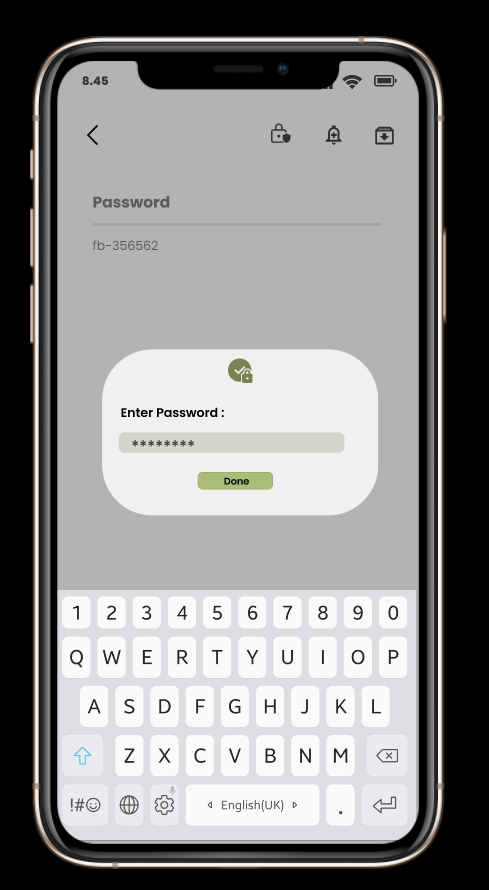 8.45
Password
fb-356562
Enter Password :
********
Done
1 2 3 4 5 6 7 8 9 0
Q W E R T Y U I O P
A S D F G H J K L
Z X C V B N M
!#☺ English(UK) .